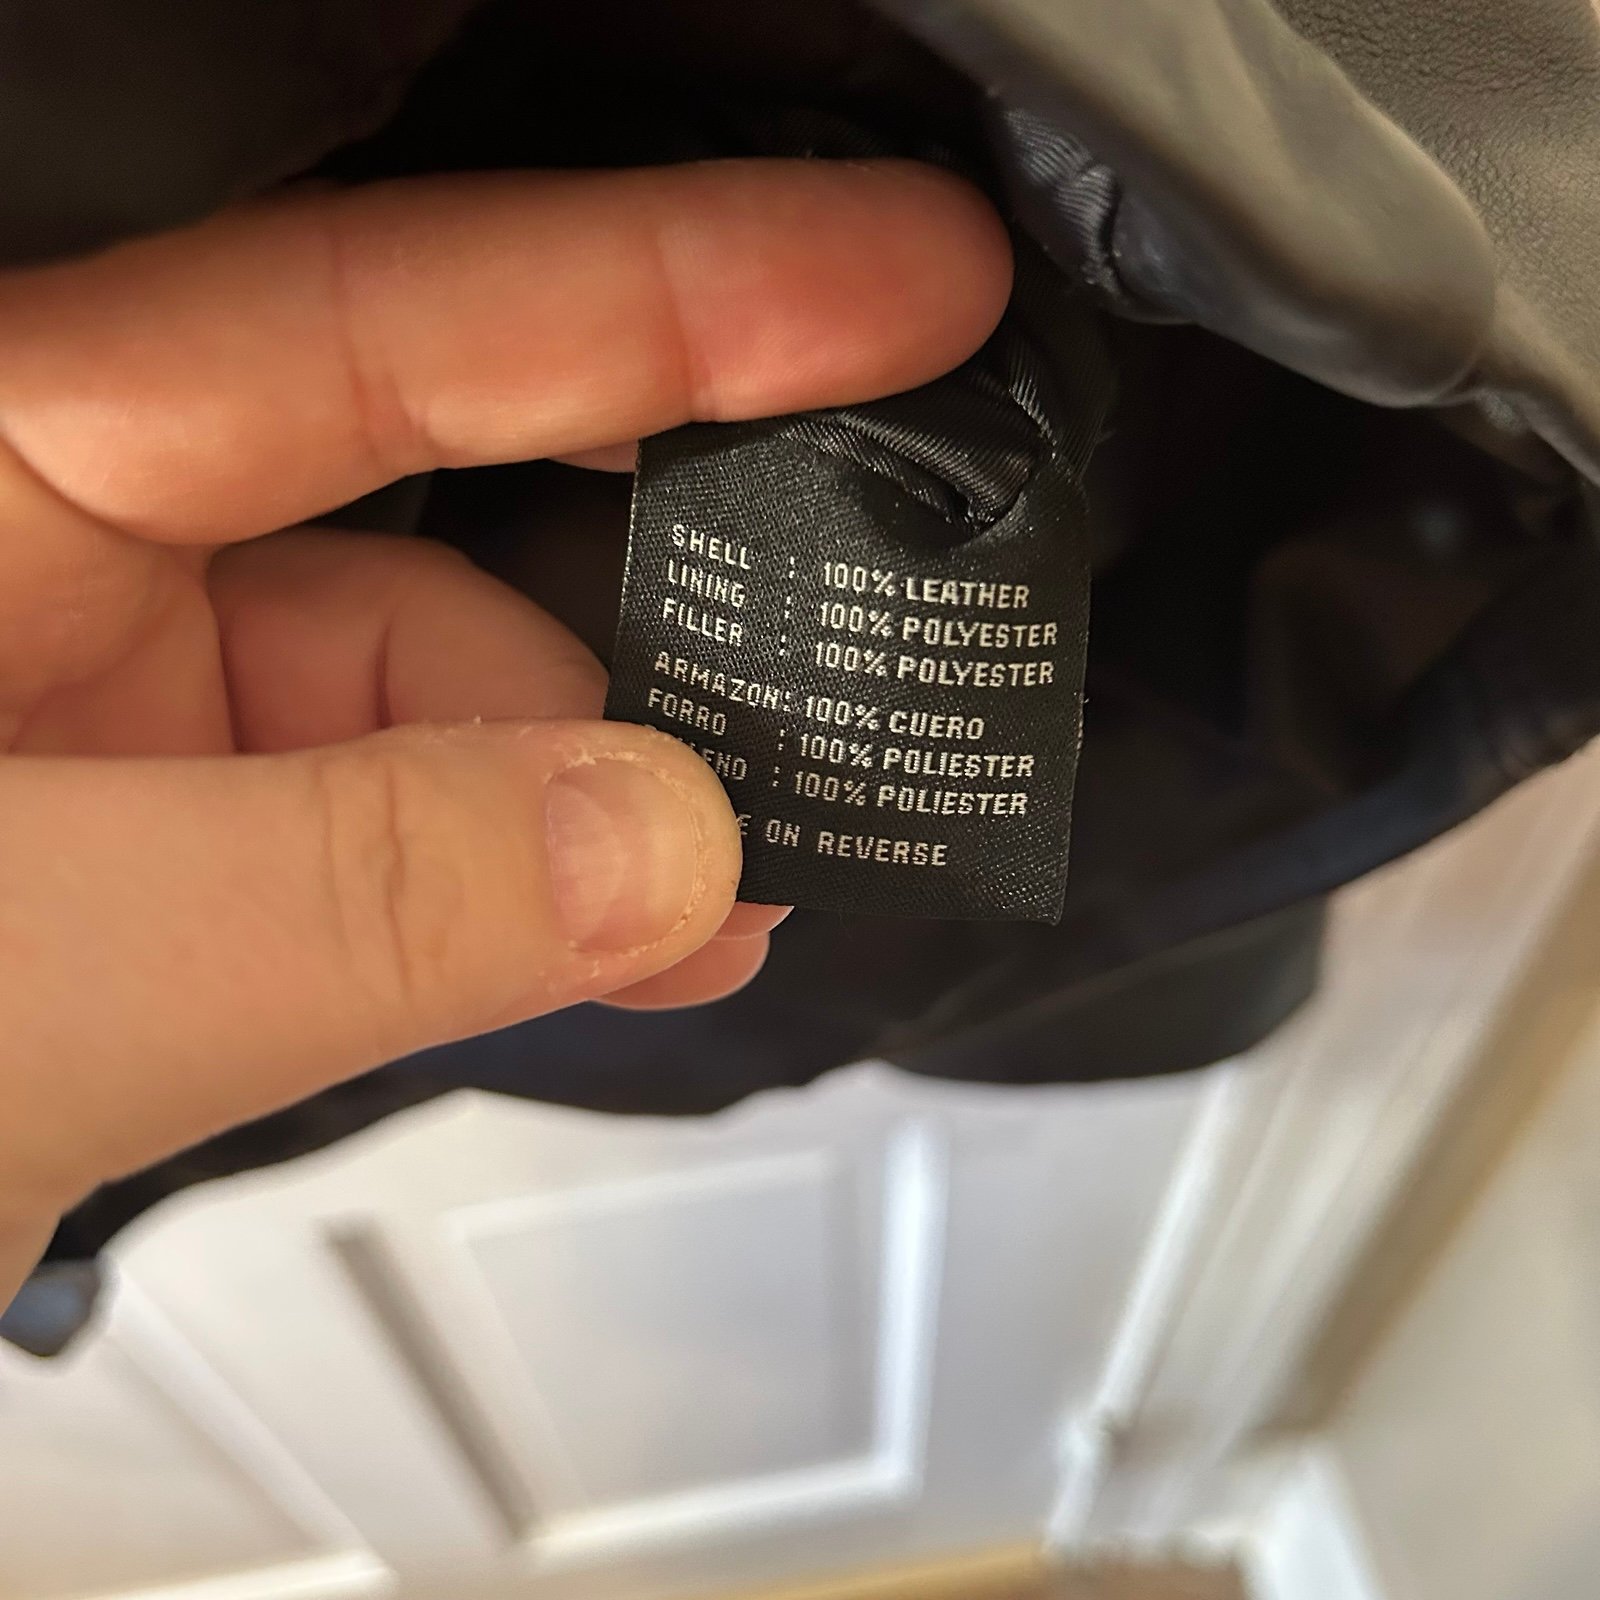 SHELL : 100% LEATHER
LINING : 100% POLYESTER
FILLER : 100% POLYESTER
ARMAZON: 100% CUERO
FORRO : 100% POLIESTER
: 100% POLIESTER
ON REVERSE